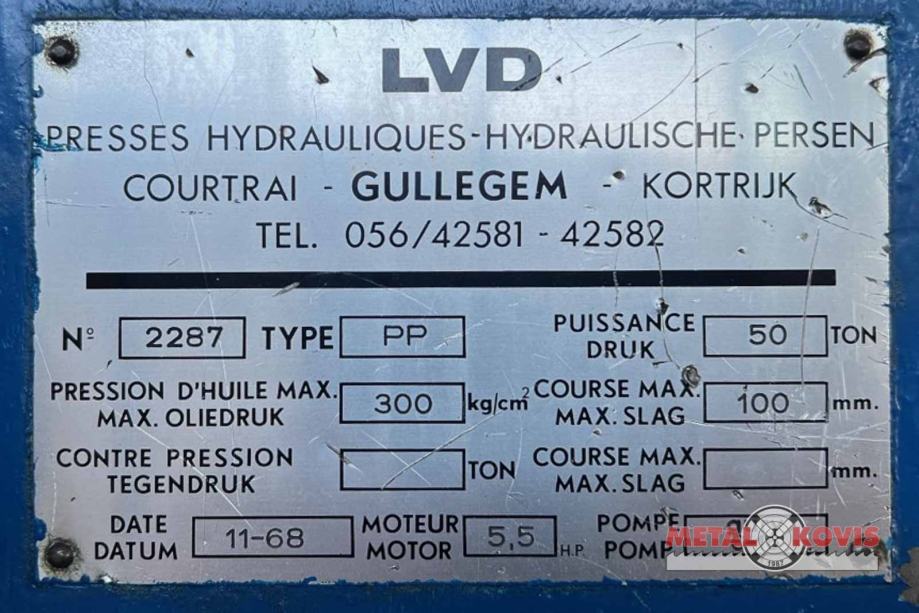 LVD
PRESSES HYDRAULIQUES-HYDRAULISCHE PERSEN
COURTRAI - GULLEGEM - KORTRIJK
TEL. 056/42581 - 42582
Nº 2287 TYPE PP PUISSANCE DRUK 50 TON
PRESSION D'HUILE MAX. MAX. OLIEDRUK 300 kg/cm² COURSE MAX. MAX. SLAG 100 mm.
CONTRE PRESSION TEGENDRUK TON COURSE MAX. MAX. SLAG mm.
DATE DATUM 11-68 MOTEUR MOTOR 5,5 H.P. POMPE POMP
METAL KOVIS
1987